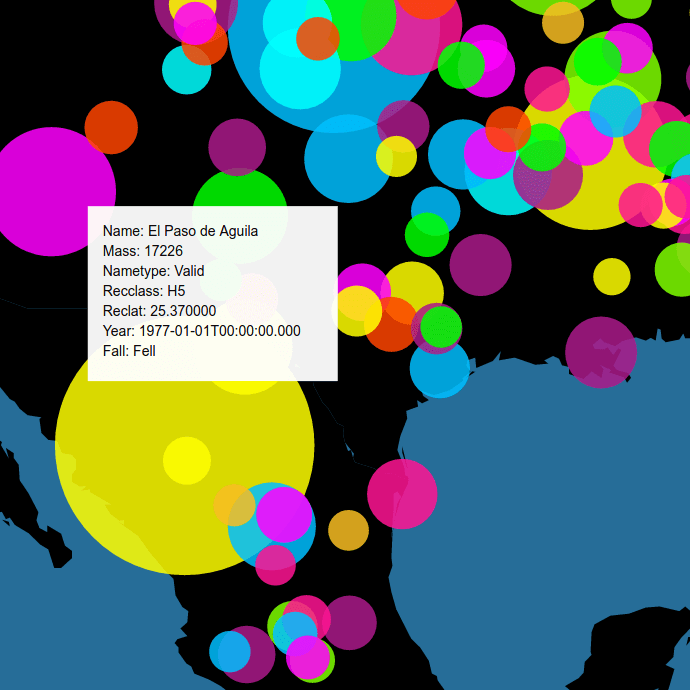 Name: El Paso de Aguila
Mass: 17226
Nametype: Valid
Recclass: H5
Reclat: 25.370000
Year: 1977-01-01T00:00:00.000
Fall: Fell